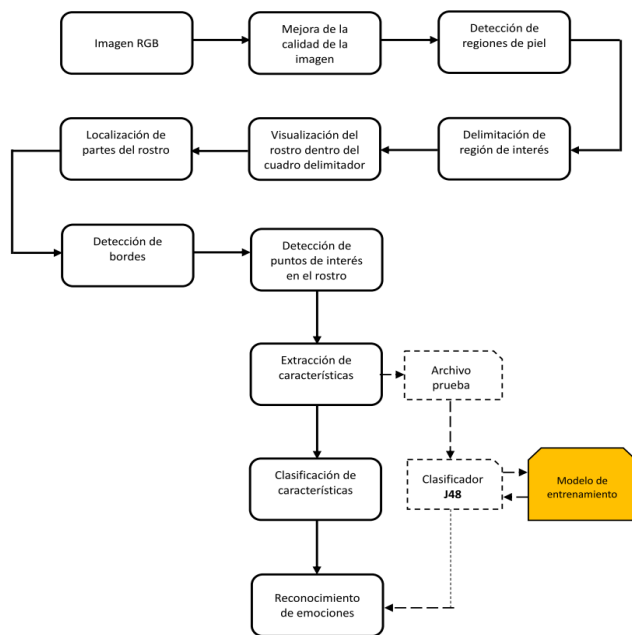 Imagen RGB
Mejora de la
calidad de la
imagen
Detección de
regiones de piel
Localización de
partes del rostro
Visualización del
rostro dentro del
cuadro delimitador
Delimitación de
región de interés
Detección de
bordes
Detección de
puntos de interés
en el rostro
Extracción de
características
Archivo
prueba
Clasificación de
características
Clasificador
J48
Modelo de
entrenamiento
Reconocimiento
de emociones